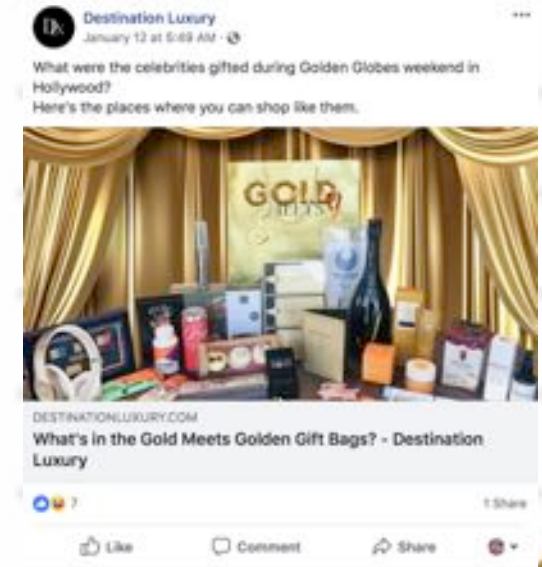 Destination Luxury
January 12 at 5:49 AM ·
What were the celebrities gifted during Golden Globes weekend in
Hollywood?
Here's the places where you can shop like them.
GOLD
MEETS
DESTINATIONLUXURY.COM
What's in the Gold Meets Golden Gift Bags? - Destination
Luxury
7
1 Share
Like
Comment
Share